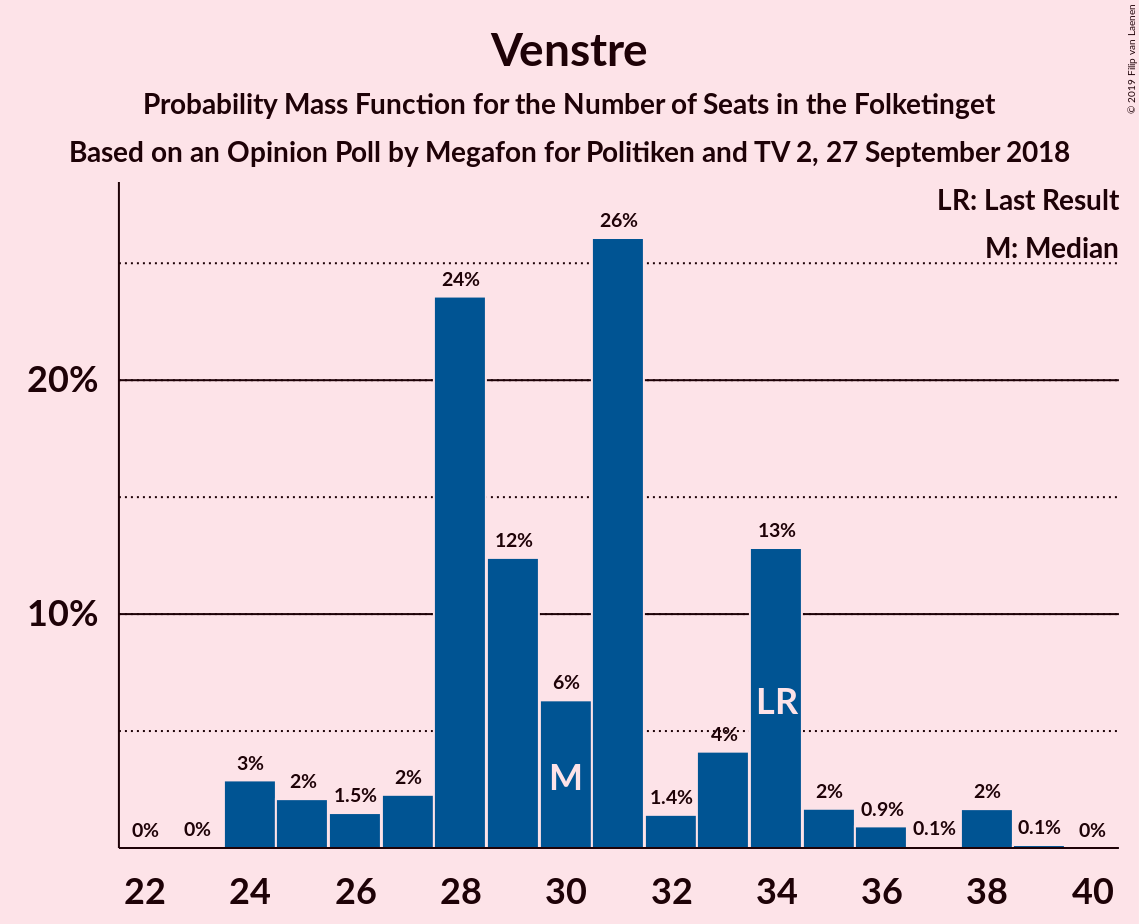 Venstre
Probability Mass Function for the Number of Seats in the Folketinget
Based on an Opinion Poll by Megafon for Politiken and TV 2, 27 September 2018
© 2019 Filip van Laenen
LR: Last Result
M: Median
20%
10%
0%
0%
3%
2%
1.5%
2%
24%
12%
6%
26%
1.4%
4%
13%
2%
0.9%
0.1%
2%
0.1%
0%
M
LR
22 24 26 28 30 32 34 36 38 40